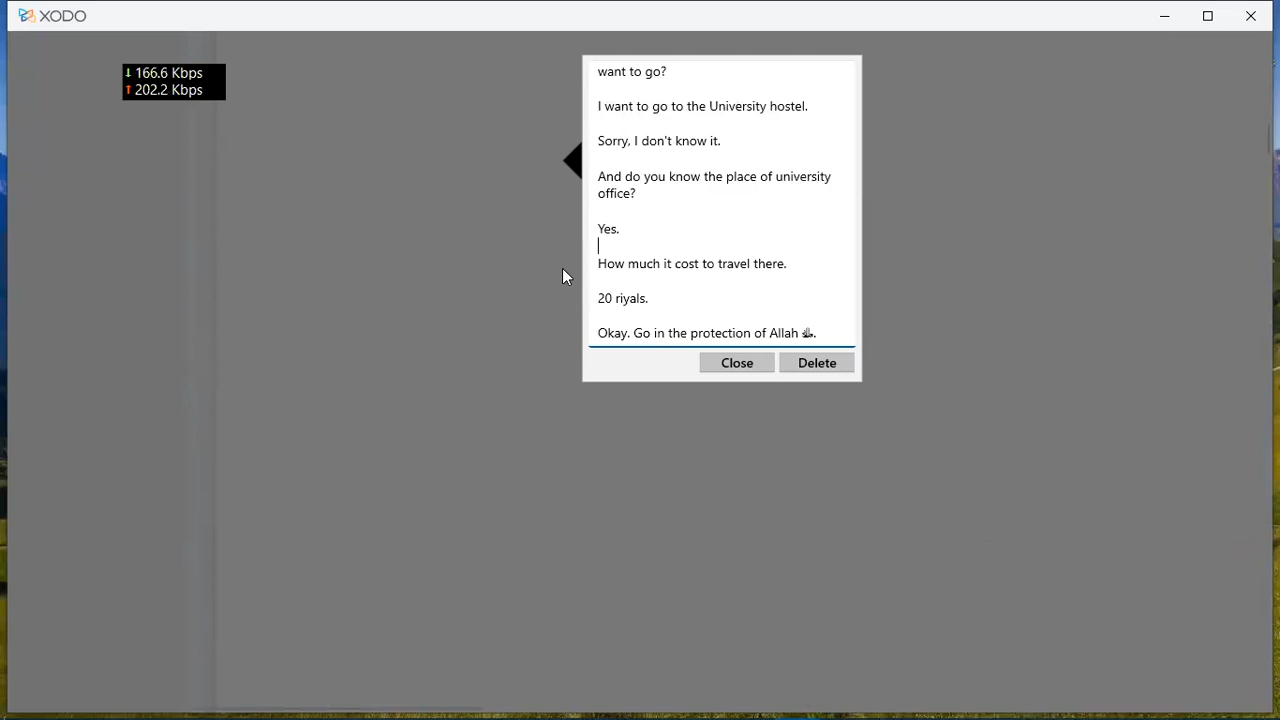 XODO
↓ 166.6 Kbps
↑ 202.2 Kbps
want to go?
I want to go to the University hostel.
Sorry, I don't know it.
And do you know the place of university
office?
Yes.
How much it cost to travel there.
20 riyals.
Okay. Go in the protection of Allah .
Close Delete